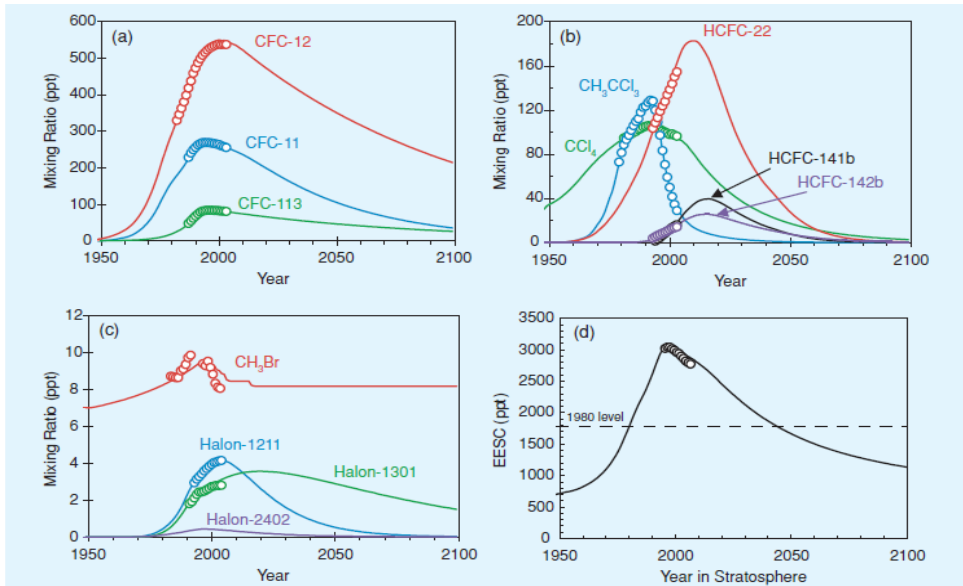 (a)
Mixing Ratio (ppt)
600
500
400
300
200
100
0
CFC-12
CFC-11
CFC-113
1950 2000 2050 2100
Year
(b)
Mixing Ratio (ppt)
200
160
120
80
40
0
HCFC-22
CH3CCl3
CCl4
HCFC-141b
HCFC-142b
1950 2000 2050 2100
Year
(c)
Mixing Ratio (ppt)
12
10
8
6
4
2
0
CH3Br
Halon-1211
Halon-1301
Halon-2402
1950 2000 2050 2100
Year
(d)
EESC (ppt)
3500
3000
2500
2000
1500
1000
500
0
1980 level
1950 2000 2050 2100
Year in Stratosphere